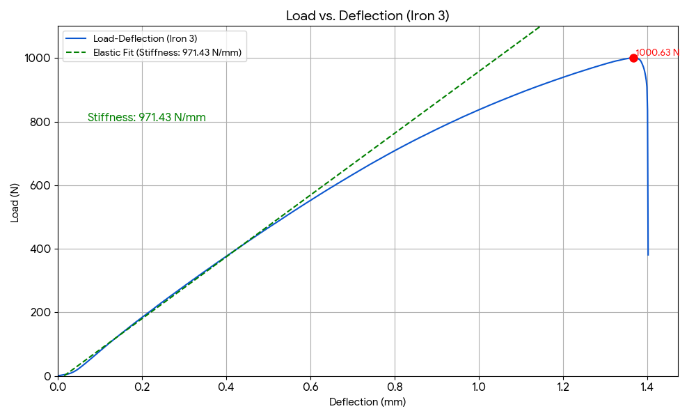 Load vs. Deflection (Iron 3)
Load-Deflection (Iron 3)
Elastic Fit (Stiffness: 971.43 N/mm)
1000.63 N
Stiffness: 971.43 N/mm
Load (N)
1000
800
600
400
200
0
0.0 0.2 0.4 0.6 0.8 1.0 1.2 1.4
Deflection (mm)